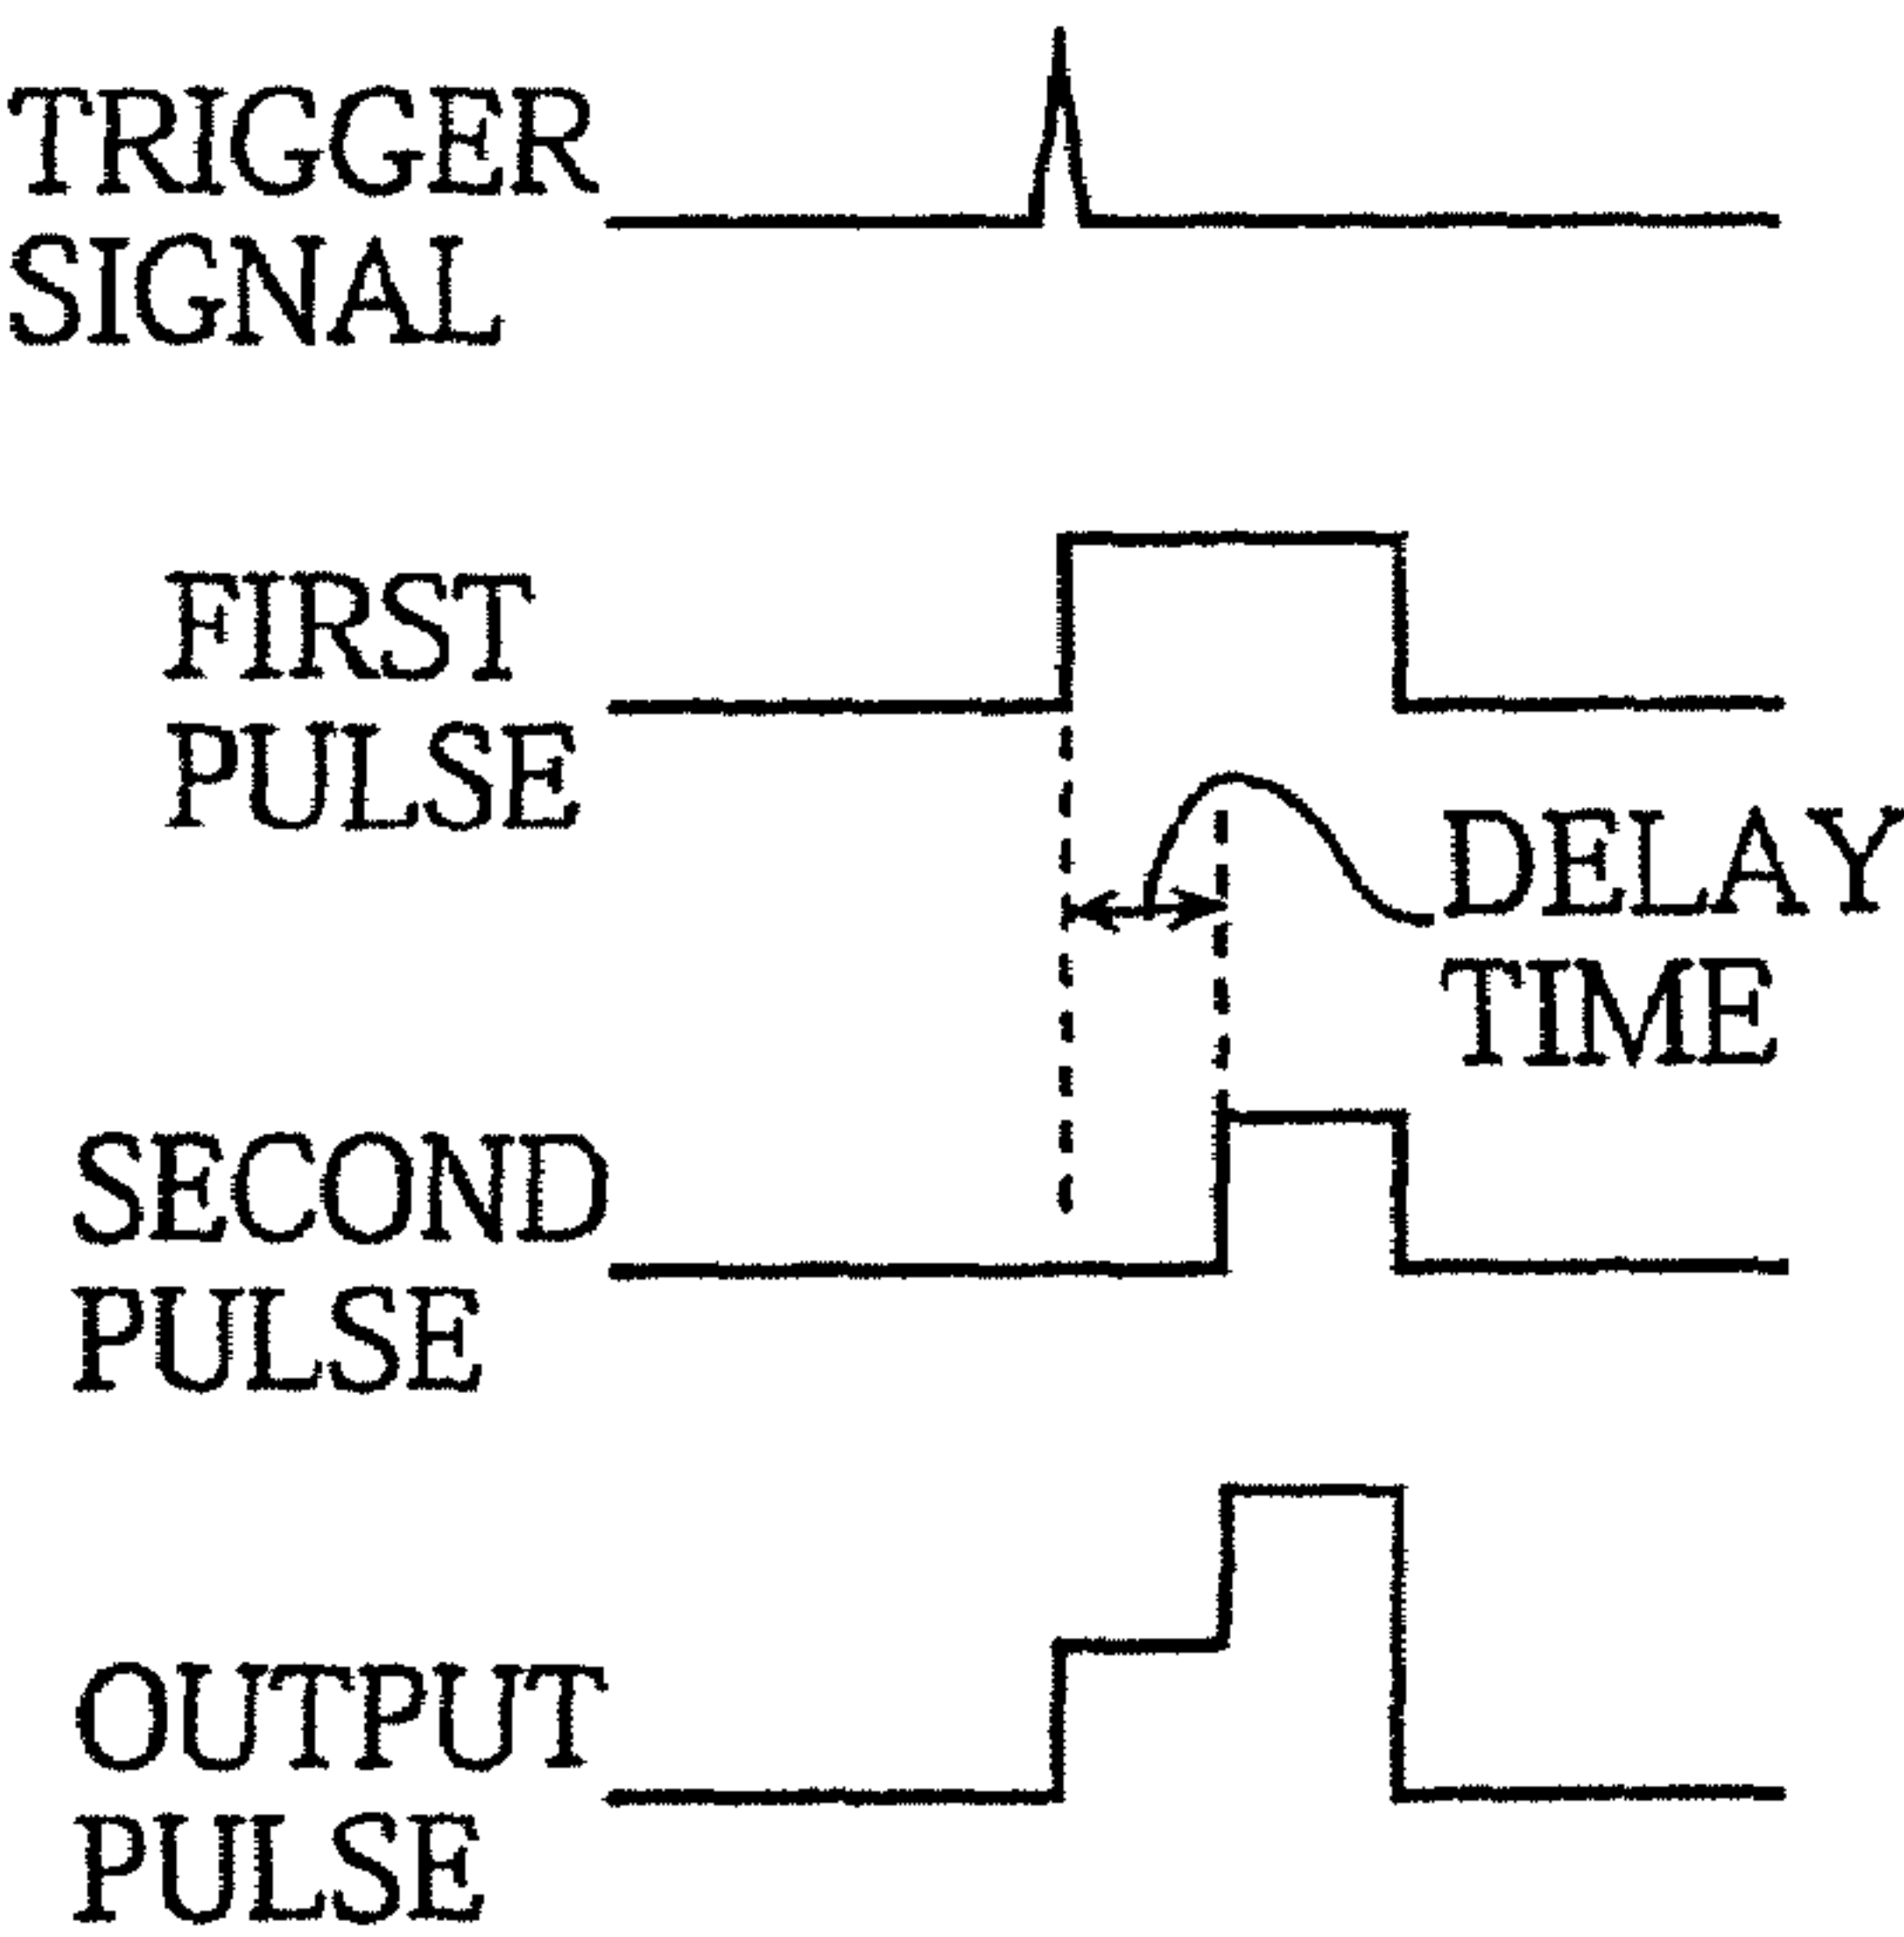 TRIGGER
SIGNAL
FIRST
PULSE
DELAY
TIME
SECOND
PULSE
OUTPUT
PULSE